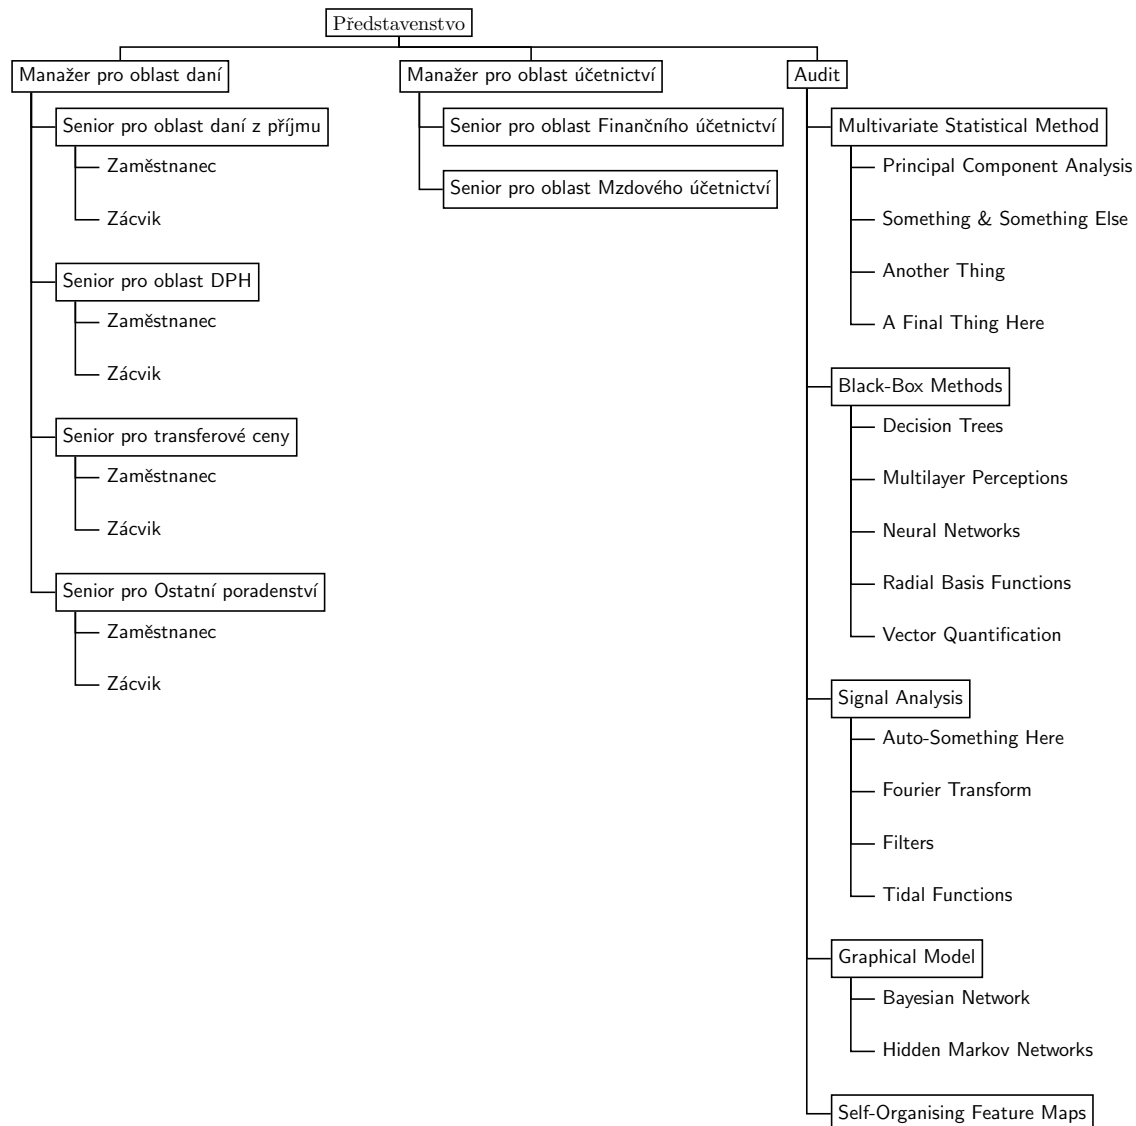 Představenstvo
Manažer pro oblast daní
Senior pro oblast daní z příjmu
Zaměstnanec
Zácvik
Senior pro oblast DPH
Zaměstnanec
Zácvik
Senior pro transferové ceny
Zaměstnanec
Zácvik
Senior pro Ostatní poradenství
Zaměstnanec
Zácvik
Manažer pro oblast účetnictví
Senior pro oblast Finančního účetnictví
Senior pro oblast Mzdového účetnictví
Audit
Multivariate Statistical Method
Principal Component Analysis
Something & Something Else
Another Thing
A Final Thing Here
Black-Box Methods
Decision Trees
Multilayer Perceptions
Neural Networks
Radial Basis Functions
Vector Quantification
Signal Analysis
Auto-Something Here
Fourier Transform
Filters
Tidal Functions
Graphical Model
Bayesian Network
Hidden Markov Networks
Self-Organising Feature Maps